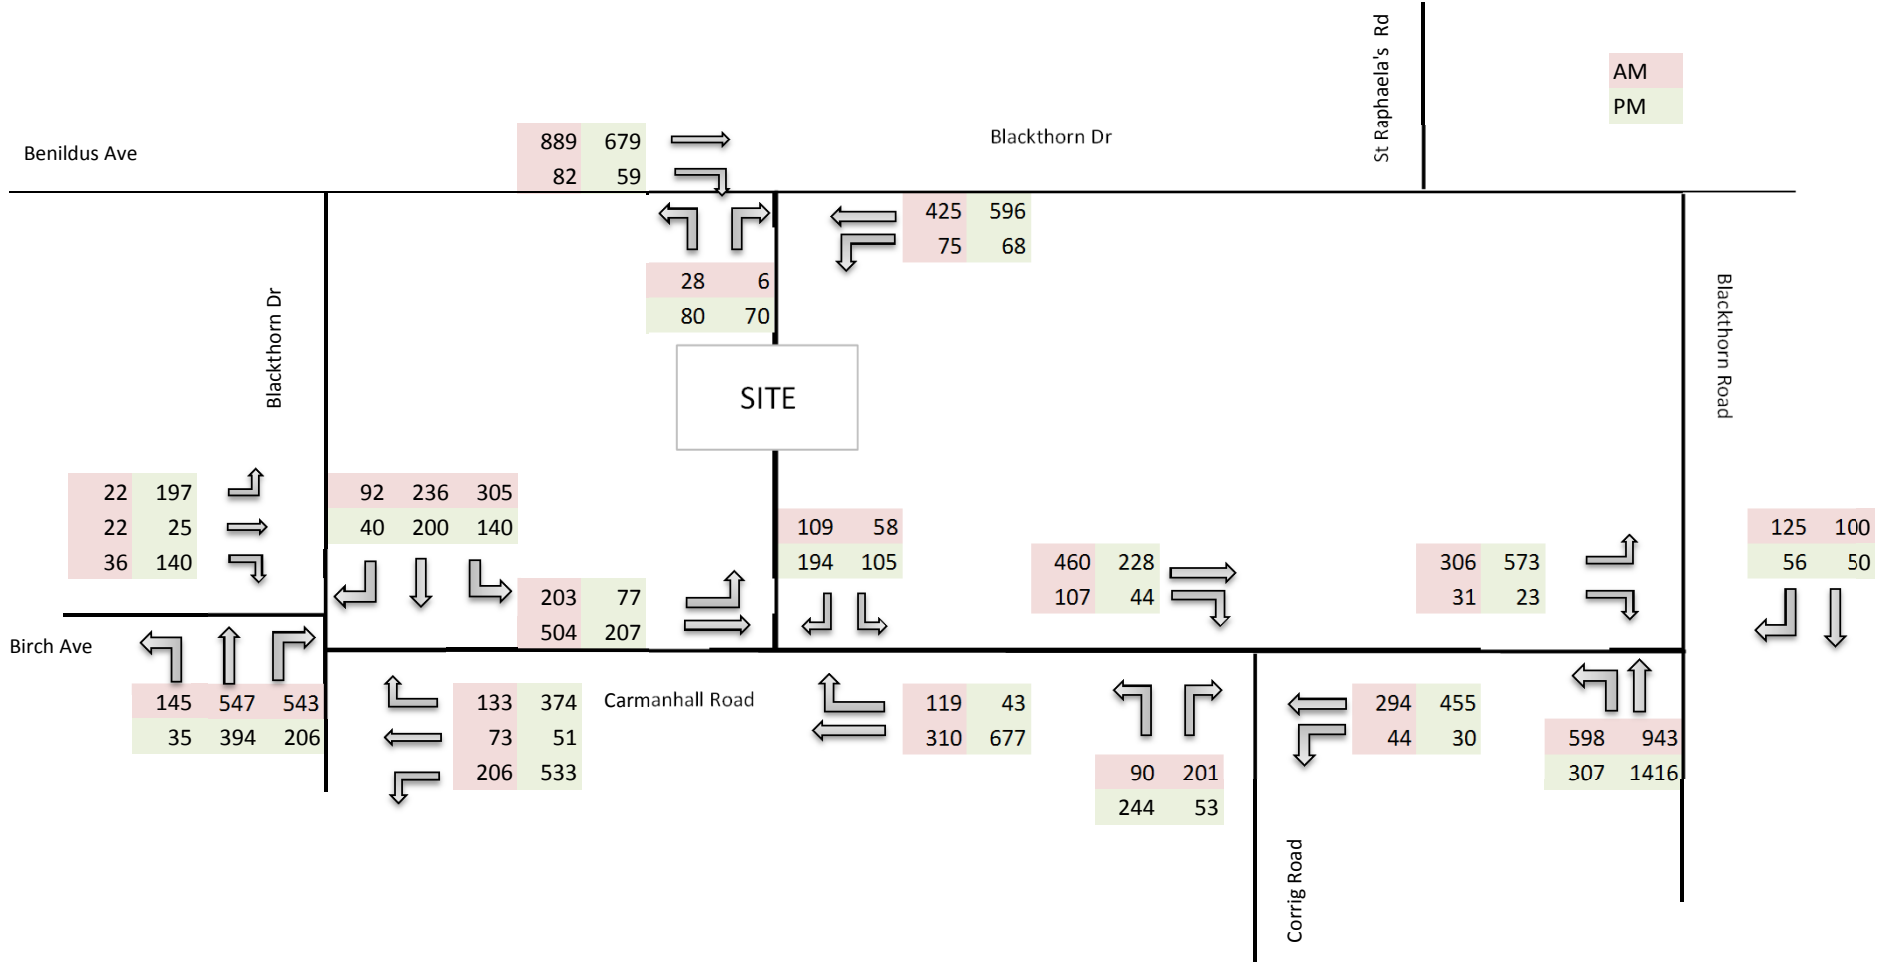 St Raphaela's Rd
AM
PM
Benildus Ave
889 679
82 59
Blackthorn Dr
425 596
75 68
28 6
80 70
Blackthorn Dr
SITE
Blackthorn Road
22 197
22 25
36 140
92 236 305
40 200 140
203 77
504 207
109 58
194 105
460 228
107 44
306 573
31 23
125 100
56 50
Birch Ave
145 547 543
35 394 206
133 374
73 51
206 533
Carmanhall Road
119 43
310 677
90 201
244 53
294 455
44 30
598 943
307 1416
Corrig Road